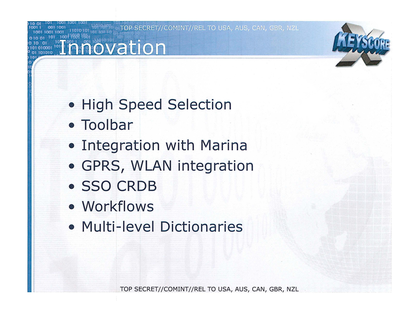 TOP SECRET//COMINT//REL TO USA, AUS, CAN, GBR, NZL
Innovation
X KEYSCORE
• High Speed Selection
• Toolbar
• Integration with Marina
• GPRS, WLAN integration
• SSO CRDB
• Workflows
• Multi-level Dictionaries
TOP SECRET//COMINT//REL TO USA, AUS, CAN, GBR, NZL